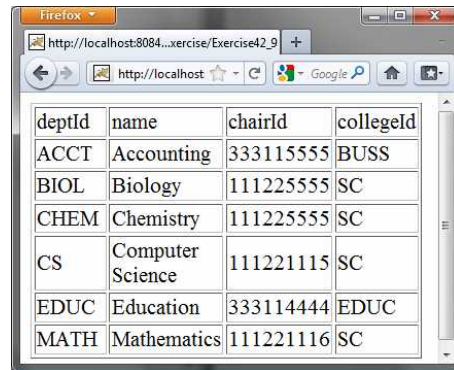 Firefox
http://localhost:8084...xercise/Exercise42_9
http://localhost
Google
deptId name chairId collegeId
ACCT Accounting 333115555 BUSS
BIOL Biology 111225555 SC
CHEM Chemistry 111225555 SC
CS Computer Science 111221115 SC
EDUC Education 333114444 EDUC
MATH Mathematics 111221116 SC